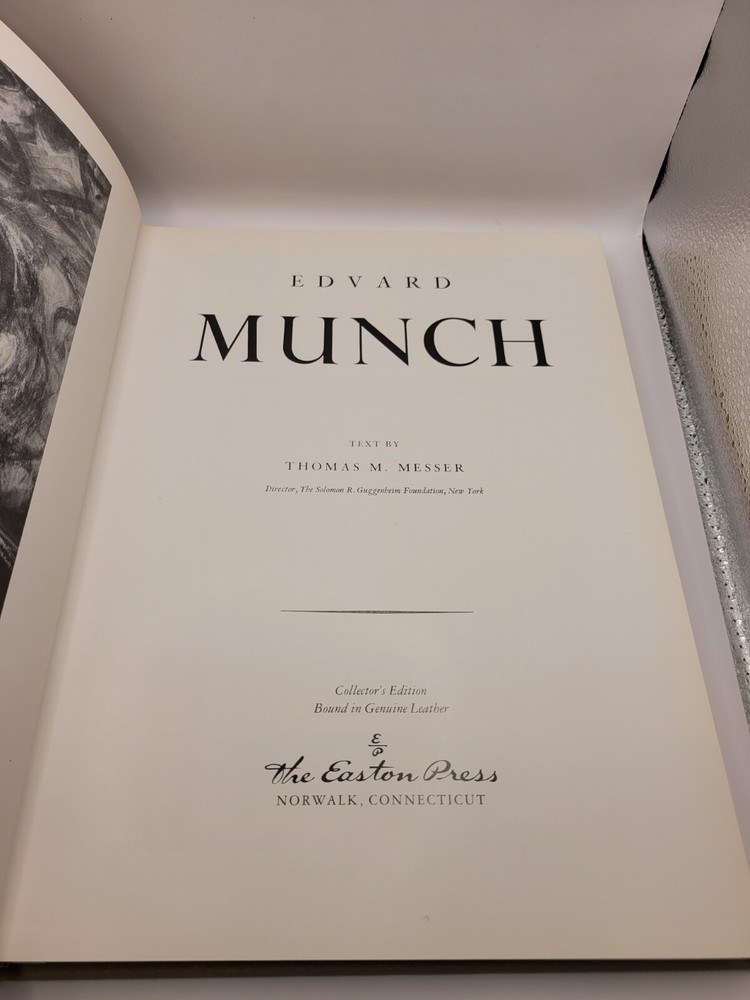 EDVARD
MUNCH
TEXT BY
THOMAS M. MESSER
Director, The Solomon R. Guggenheim Foundation, New York
Collector's Edition
Bound in Genuine Leather
E
P
The Easton Press
NORWALK, CONNECTICUT